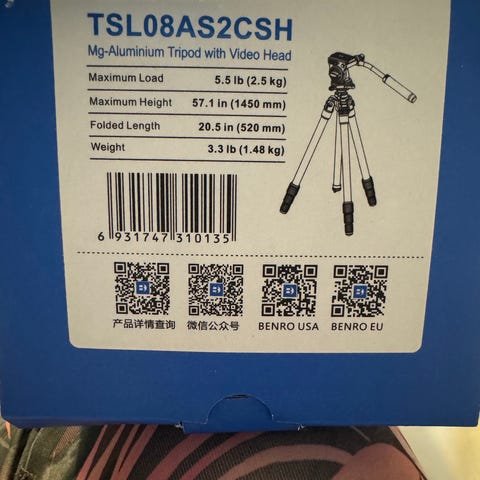 TSL08AS2CSH
Mg-Aluminium Tripod with Video Head
Maximum Load 5.5 lb (2.5 kg)
Maximum Height 57.1 in (1450 mm)
Folded Length 20.5 in (520 mm)
Weight 3.3 lb (1.48 kg)
6 931747 310135
产品详情查询 微信公众号 BENRO USA BENRO EU